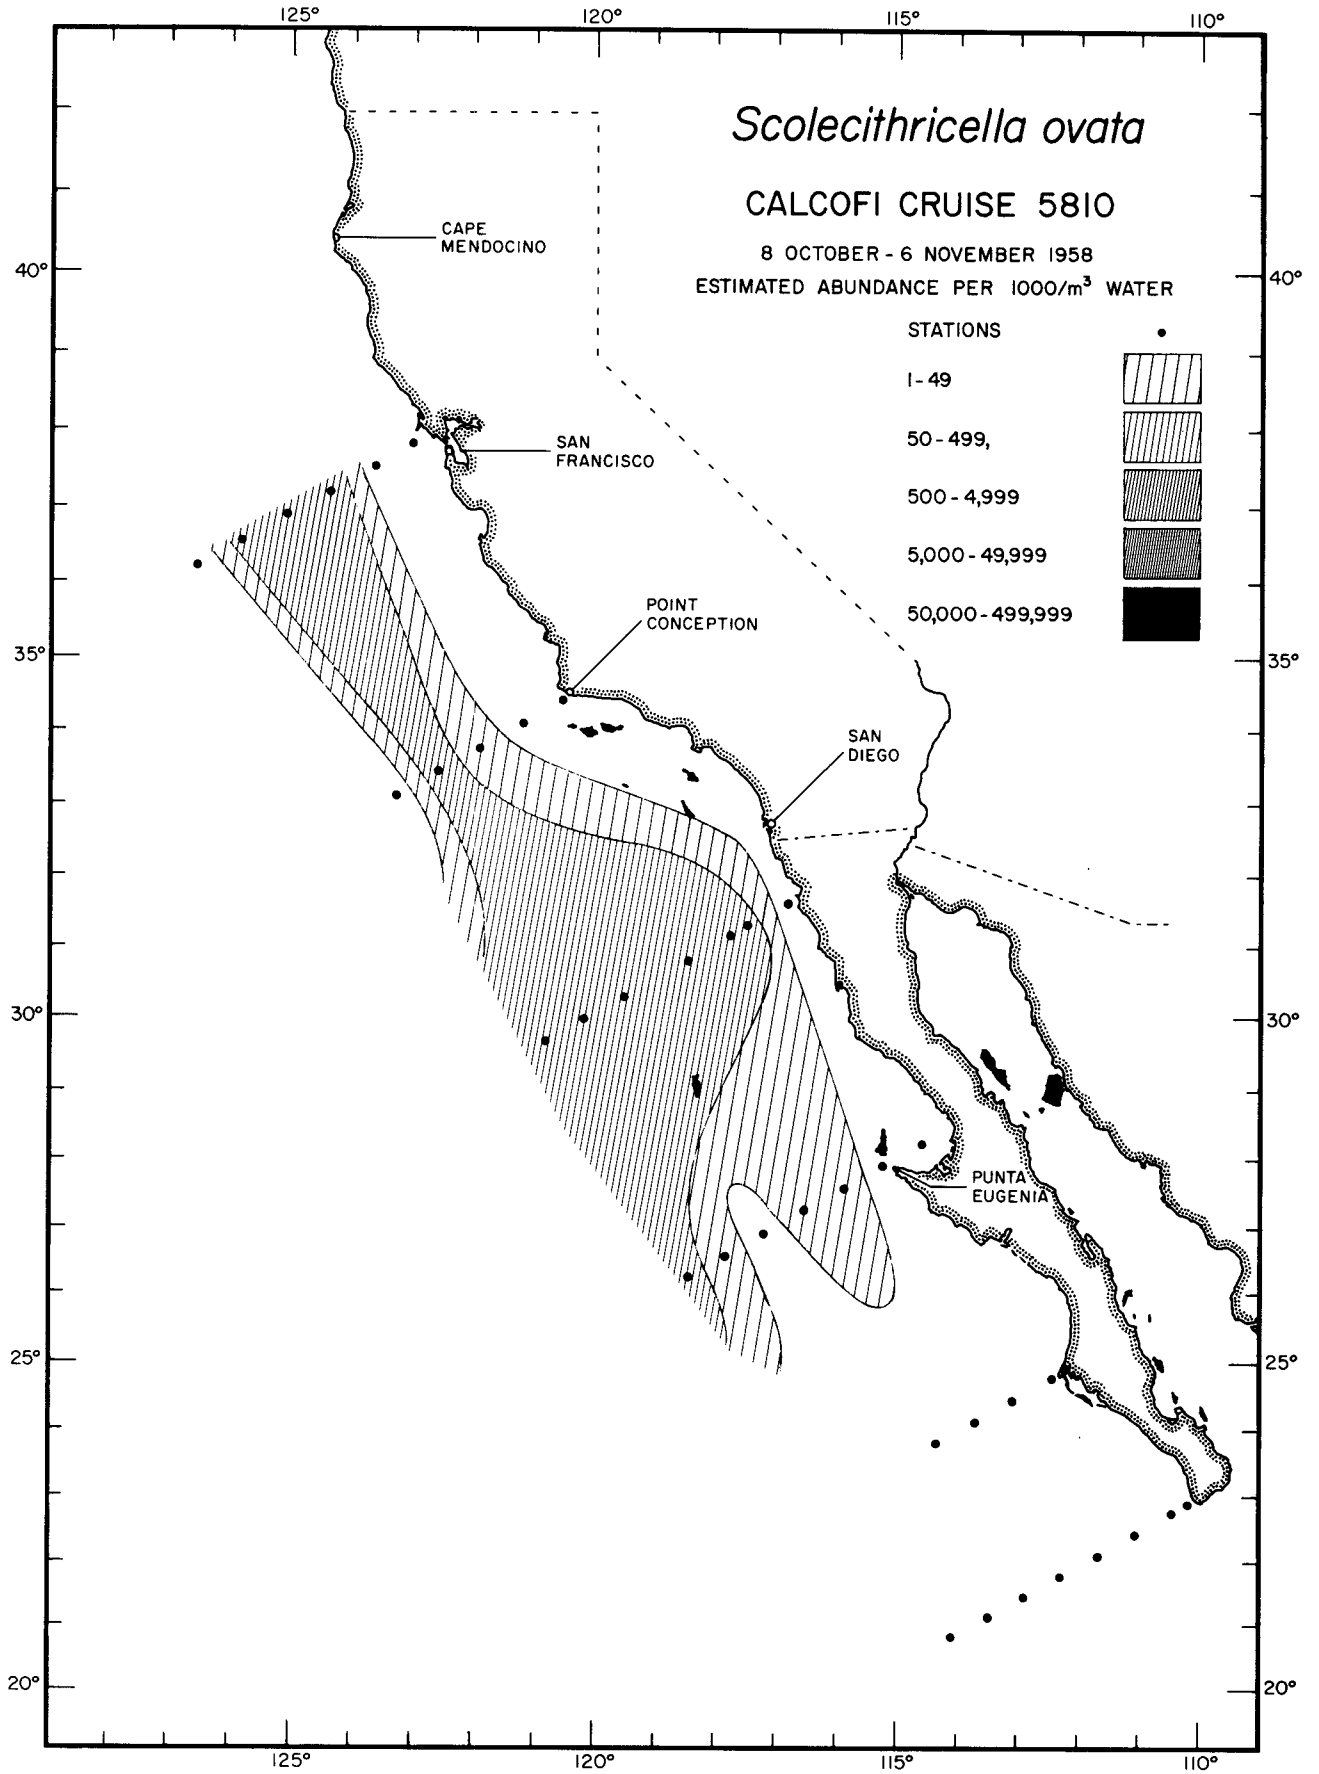 125° 120° 115° 110°
Scolecithricella ovata
CALCOFI CRUISE 5810
8 OCTOBER - 6 NOVEMBER 1958
ESTIMATED ABUNDANCE PER 1000/m³ WATER
STATIONS
1-49
50-499,
500-4,999
5,000-49,999
50,000-499,999
CAPE
MENDOCINO
40° 40°
SAN
FRANCISCO
POINT
CONCEPTION
35° 35°
SAN
DIEGO
30° 30°
PUNTA
EUGENIA
25° 25°
20° 20°
125° 120° 115° 110°